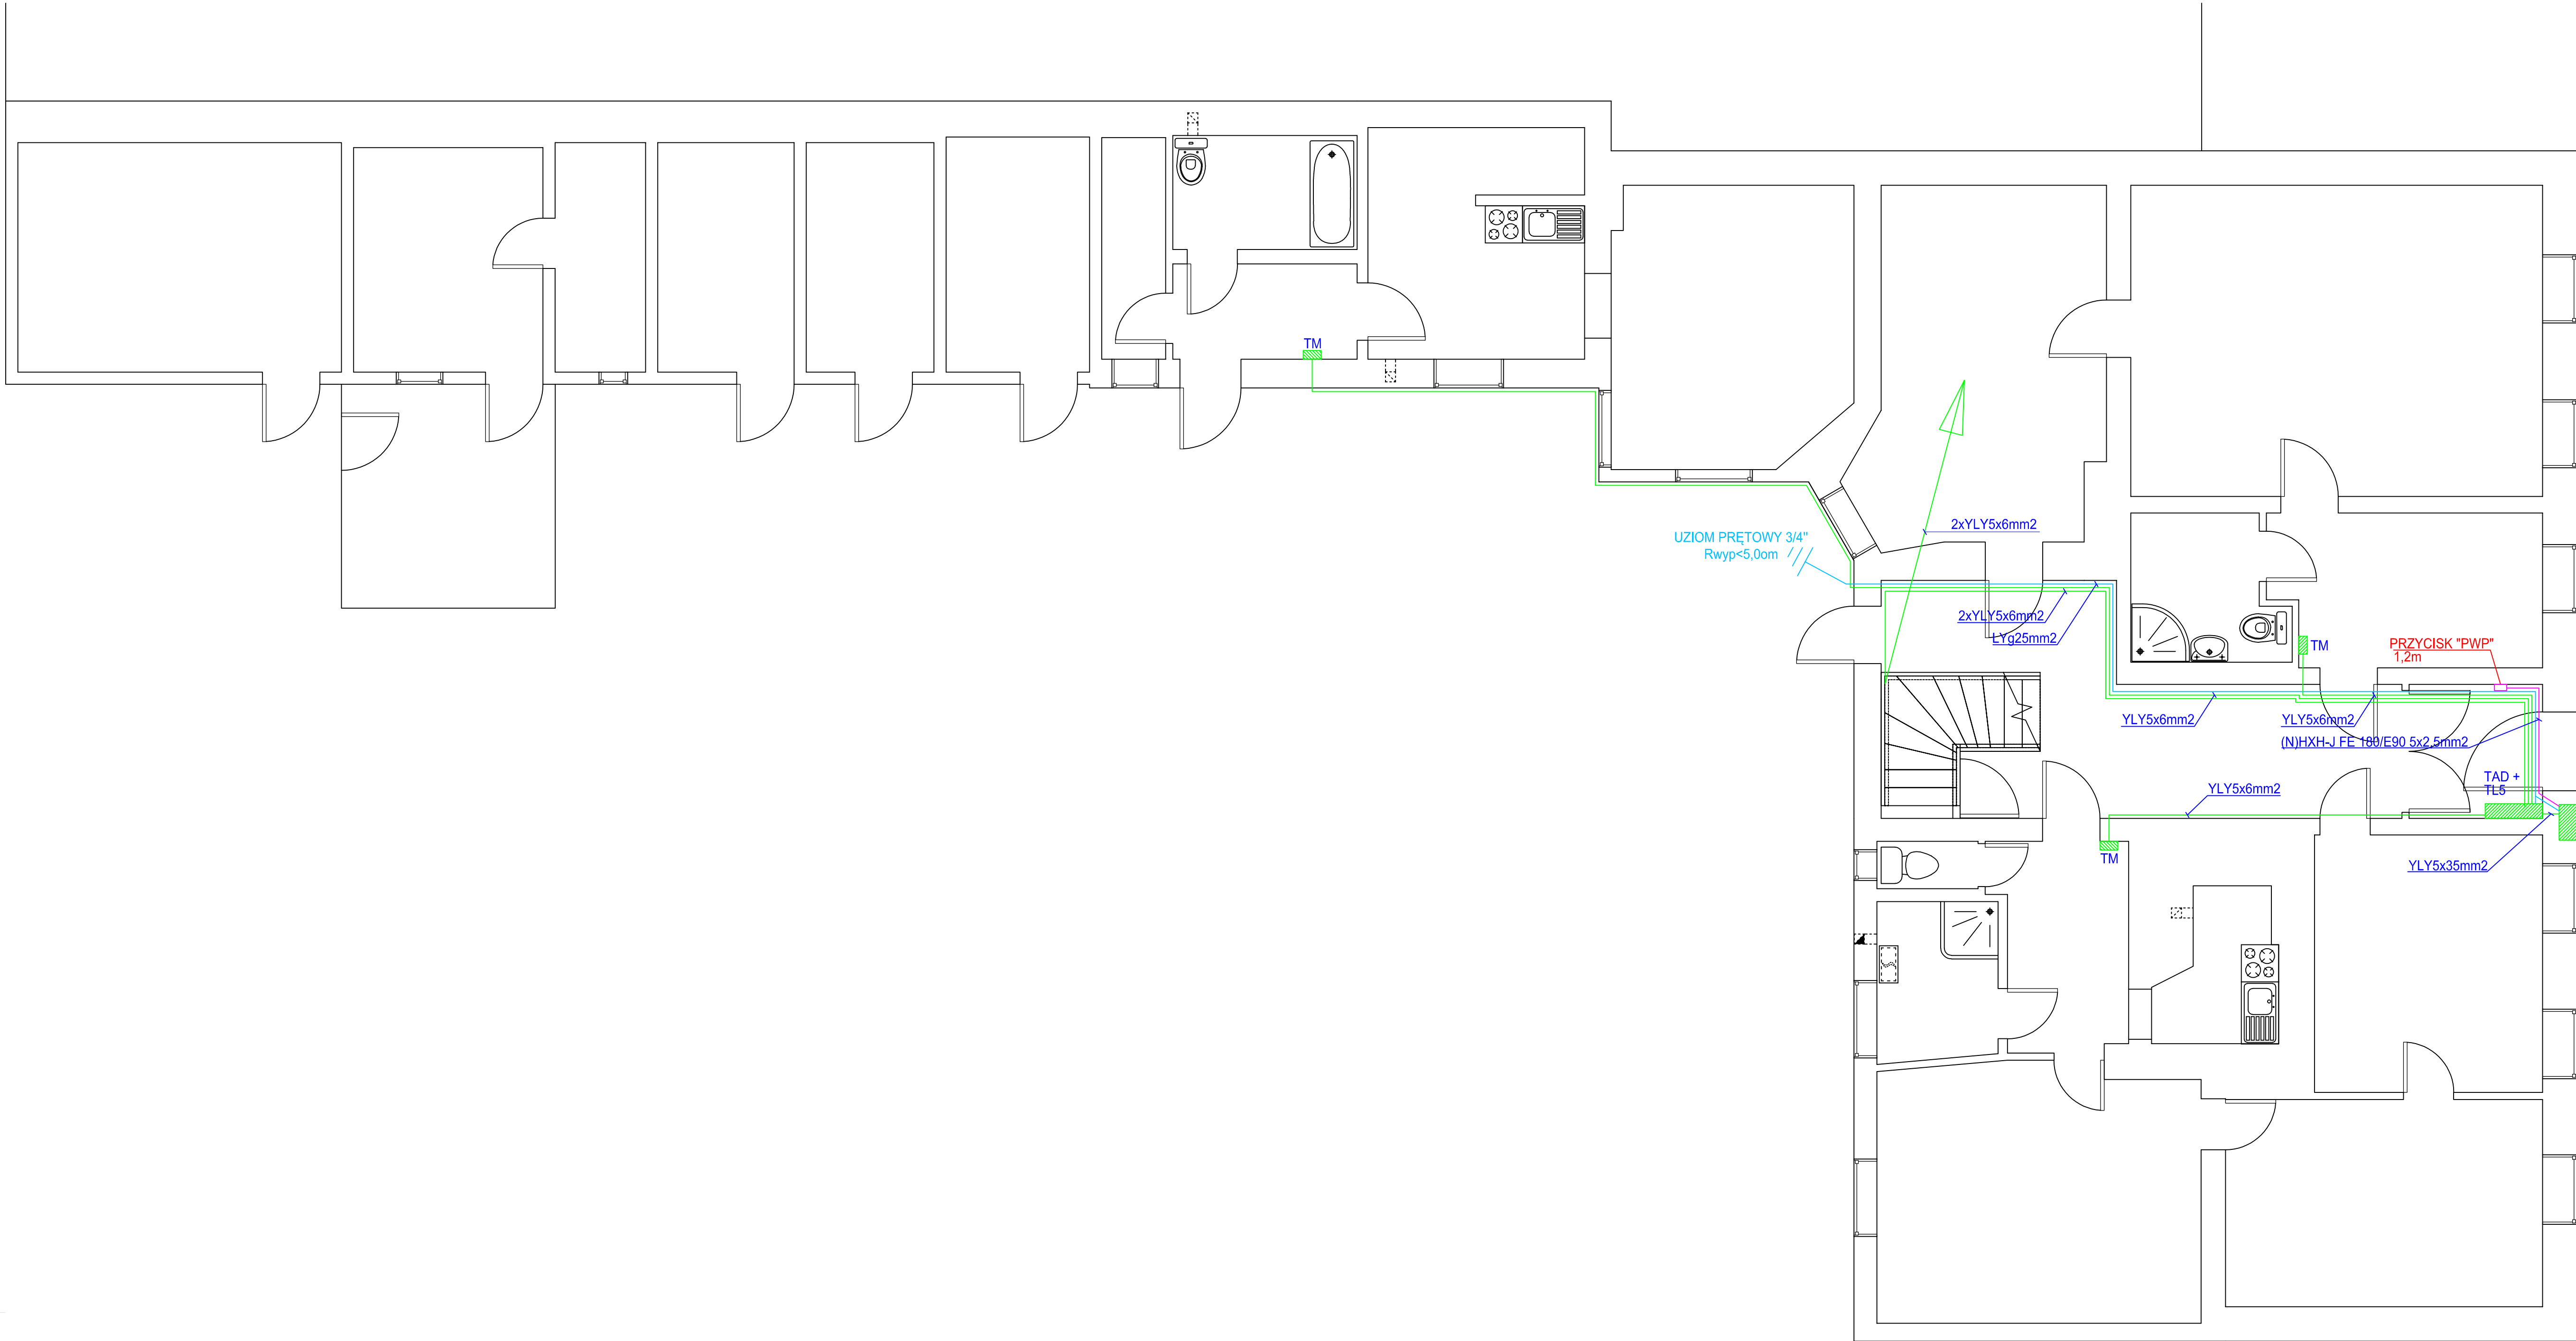 TM
2xYLY5x6mm2
UZIOM PRĘTOWY 3/4"
Rwyp<5,0om
2xYLY5x6mm2
LYg25mm2
TM
PRZYCISK "PWP"
1,2m
YLY5x6mm2
YLY5x6mm2
(N)HXH-J FE 180/E90 5x2,5mm2
TAD +
TL5
YLY5x6mm2
TM
YLY5x35mm2